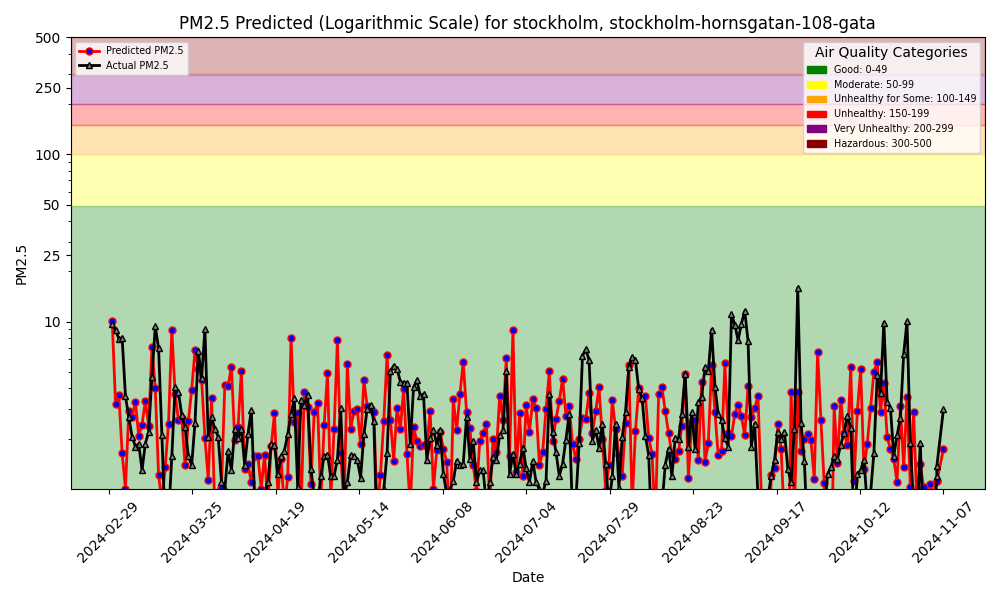 PM2.5 Predicted (Logarithmic Scale) for stockholm, stockholm-hornsgatan-108-gata
Predicted PM2.5
Actual PM2.5
Air Quality Categories
Good: 0-49
Moderate: 50-99
Unhealthy for Some: 100-149
Unhealthy: 150-199
Very Unhealthy: 200-299
Hazardous: 300-500
500
250
100
50
25
10
PM2.5
2024-02-29
2024-03-25
2024-04-19
2024-05-14
2024-06-08
2024-07-04
2024-07-29
2024-08-23
2024-09-17
2024-10-12
2024-11-07
Date